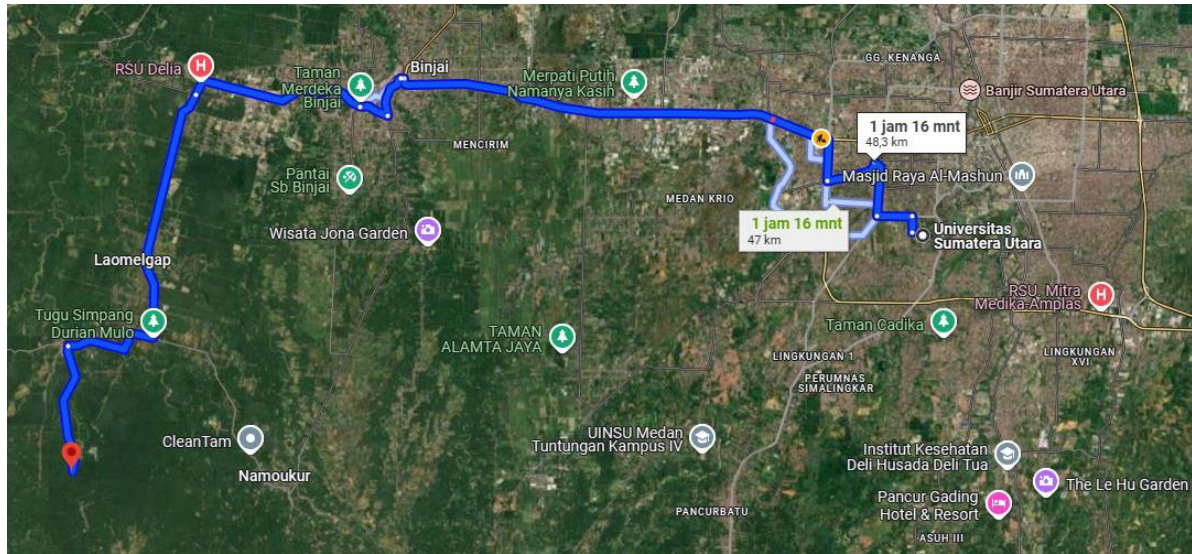 GG. KENANGA
RSU Delia
H
Taman
Merdeka
Binjai
Binjai
Merpati Putih
Namanya Kasih
Banjir Sumatera Utara
1 jam 16 mnt
48,3 km
MENCIRIM
Pantai
Sb Binjai
Masjid Raya Al-Mashun
MEDAN KRIO
1 jam 16 mnt
47 km
Wisata Jona Garden
Universitas
Sumatera Utara
Laomelgap
RSU. Mitra
Medika-Amplas
H
Tugu Simpang
Durian Mulo
TAMAN
ALAMTA JAYA
Taman Cadika
LINGKUNGAN 1
LINGKUNGAN
XVI
PERUMNAS
SIMALINGKAR
CleanTam
UINSU Medan
Tuntungan Kampus IV
Namoukur
Institut Kesehatan
Deli Husada Deli Tua
The Le Hu Garden
Pancur Gading
Hotel & Resort
PANCURBATU
ASUH III